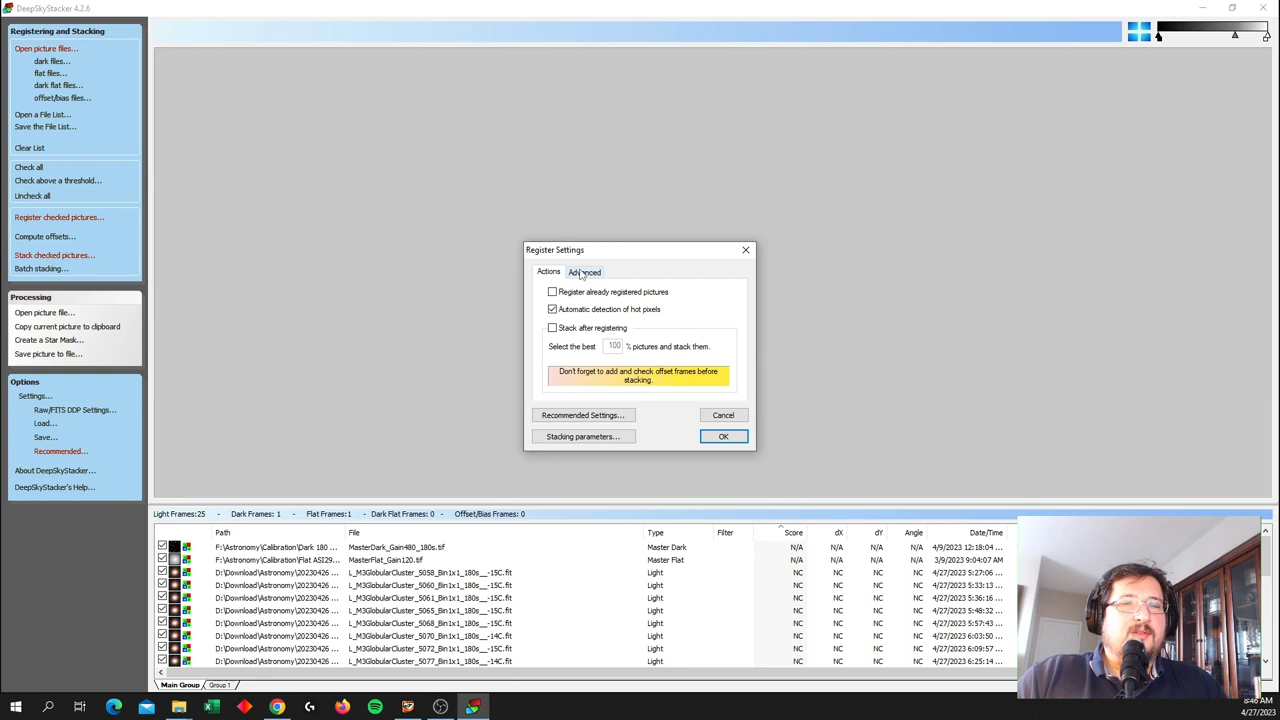 DeepSkyStacker 4.2.6
Registering and Stacking
Open picture files...
dark files...
flat files...
dark flat files...
offset/bias files...
Open a File List...
Save the File List...
Clear List
Check all
Check above a threshold...
Uncheck all
Register checked pictures...
Compute offsets...
Stack checked pictures...
Batch stacking...
Processing
Open picture file...
Copy current picture to clipboard
Create a Star Mask...
Save picture to file...
Options
Settings...
Raw/FITS DDP Settings...
Load...
Save...
Recommended...
About DeepSkyStacker...
DeepSkyStacker's Help...
Register Settings
Actions Advanced
Register already registered pictures
Automatic detection of hot pixels
Stack after registering
Select the best 100 % pictures and stack them.
Don't forget to add and check offset frames before
stacking.
Recommended Settings... Cancel
Stacking parameters... OK
Light Frames:25 - Dark Frames: 1 - Flat Frames:1 - Dark Flat Frames: 0 - Offset/Bias Frames: 0
Path File Type Filter Score dX dY Angle Date/Time
F:\Astronomy\Calibration\Dark 180 ... MasterDark_Gain480_180s.tif Master Dark N/A N/A N/A N/A 4/9/2023 12:18:04 ...
F:\Astronomy\Calibration\Flat ASI29... MasterFlat_Gain120.tif Master Flat N/A N/A N/A N/A 3/9/2023 9:04:07 AM
D:\Download\Astronomy\20230426 ... L_M3GlobularCluster_5058_Bin1x1_180s__-15C.fit Light NC NC NC NC 4/27/2023 5:27:06 ...
D:\Download\Astronomy\20230426 ... L_M3GlobularCluster_5060_Bin1x1_180s__-15C.fit Light NC NC NC NC 4/27/2023 5:33:13 ...
D:\Download\Astronomy\20230426 ... L_M3GlobularCluster_5061_Bin1x1_180s__-15C.fit Light NC NC NC NC 4/27/2023 5:36:16 ...
D:\Download\Astronomy\20230426 ... L_M3GlobularCluster_5065_Bin1x1_180s__-15C.fit Light NC NC NC NC 4/27/2023 5:48:32 ...
D:\Download\Astronomy\20230426 ... L_M3GlobularCluster_5068_Bin1x1_180s__-15C.fit Light NC NC NC NC 4/27/2023 5:57:43 ...
D:\Download\Astronomy\20230426 ... L_M3GlobularCluster_5070_Bin1x1_180s__-14C.fit Light NC NC NC NC 4/27/2023 6:03:50 ...
D:\Download\Astronomy\20230426 ... L_M3GlobularCluster_5072_Bin1x1_180s__-14C.fit Light NC NC NC NC 4/27/2023 6:09:57 ...
D:\Download\Astronomy\20230426 ... L_M3GlobularCluster_5077_Bin1x1_180s__-14C.fit Light NC NC NC NC 4/27/2023 6:25:14 ...
Main Group Group 1
8:46 AM
4/27/2023